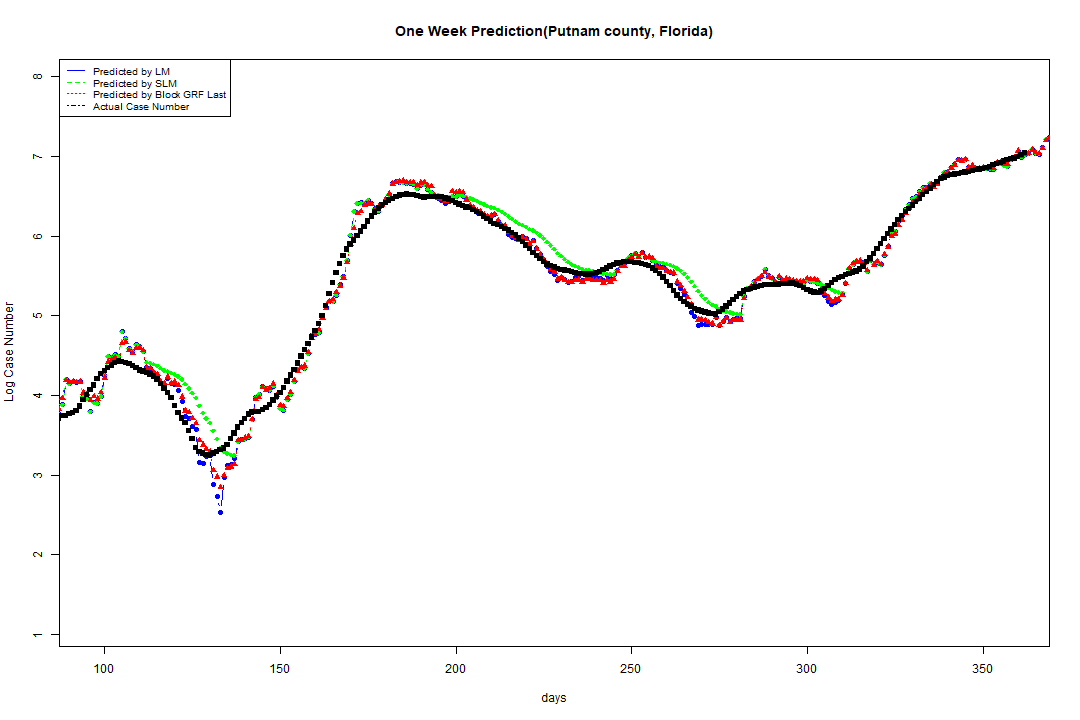 One Week Prediction(Putnam county, Florida)
Predicted by LM
Predicted by SLM
Predicted by Block GRF Last
Actual Case Number
8
7
6
5
4
3
2
1
Log Case Number
100 150 200 250 300 350
days